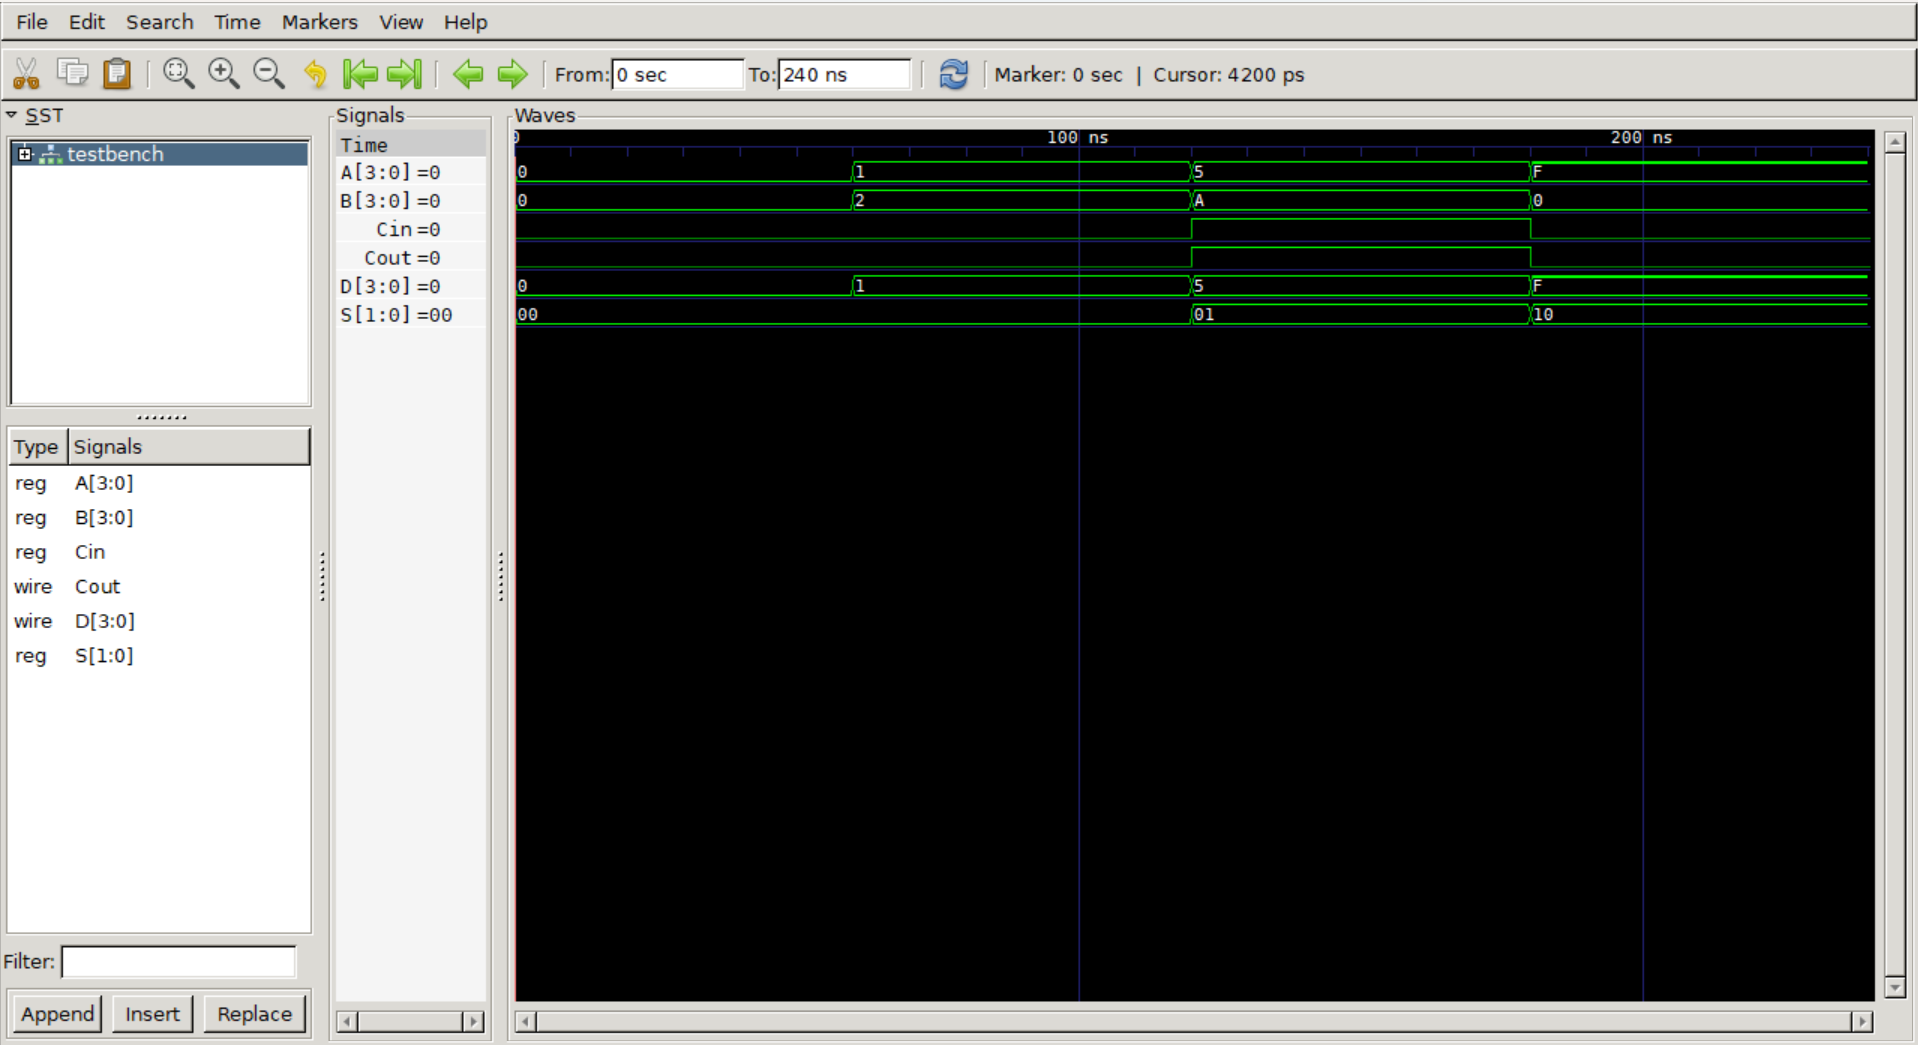 File Edit Search Time Markers View Help
From: 0 sec To: 240 ns Marker: 0 sec | Cursor: 4200 ps
SST
testbench
Type Signals
reg A[3:0]
reg B[3:0]
reg Cin
wire Cout
wire D[3:0]
reg S[1:0]
Filter:
Append Insert Replace
Signals
Time
A[3:0]=0
B[3:0]=0
Cin=0
Cout=0
D[3:0]=0
S[1:0]=00
Waves
0 100 ns 200 ns
0 1 5 F
0 2 A 0
0 1 5 F
00 01 10